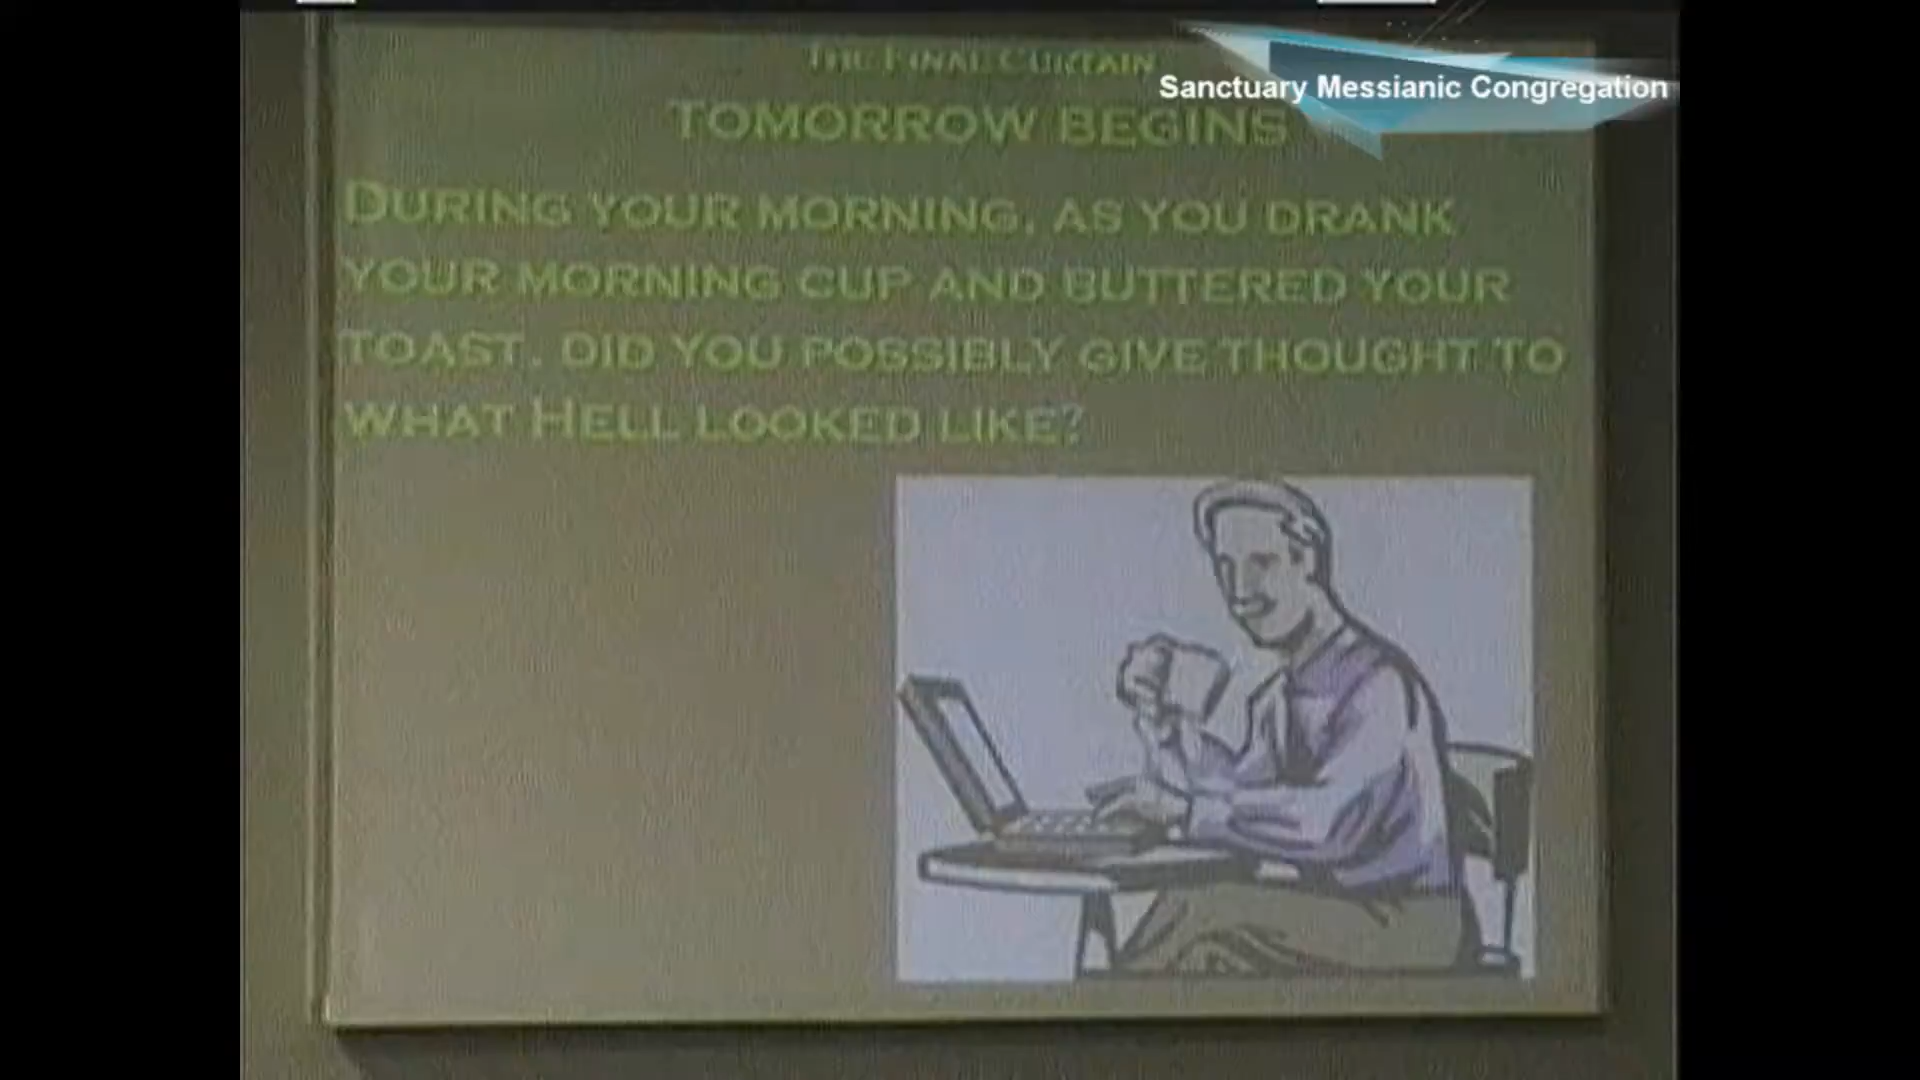 THE FINAL CURTAIN
Sanctuary Messianic Congregation
TOMORROW BEGINS
DURING YOUR MORNING, AS YOU DRANK
YOUR MORNING CUP AND BUTTERED YOUR
TOAST, DID YOU POSSIBLY GIVE THOUGHT TO
WHAT HELL LOOKED LIKE?